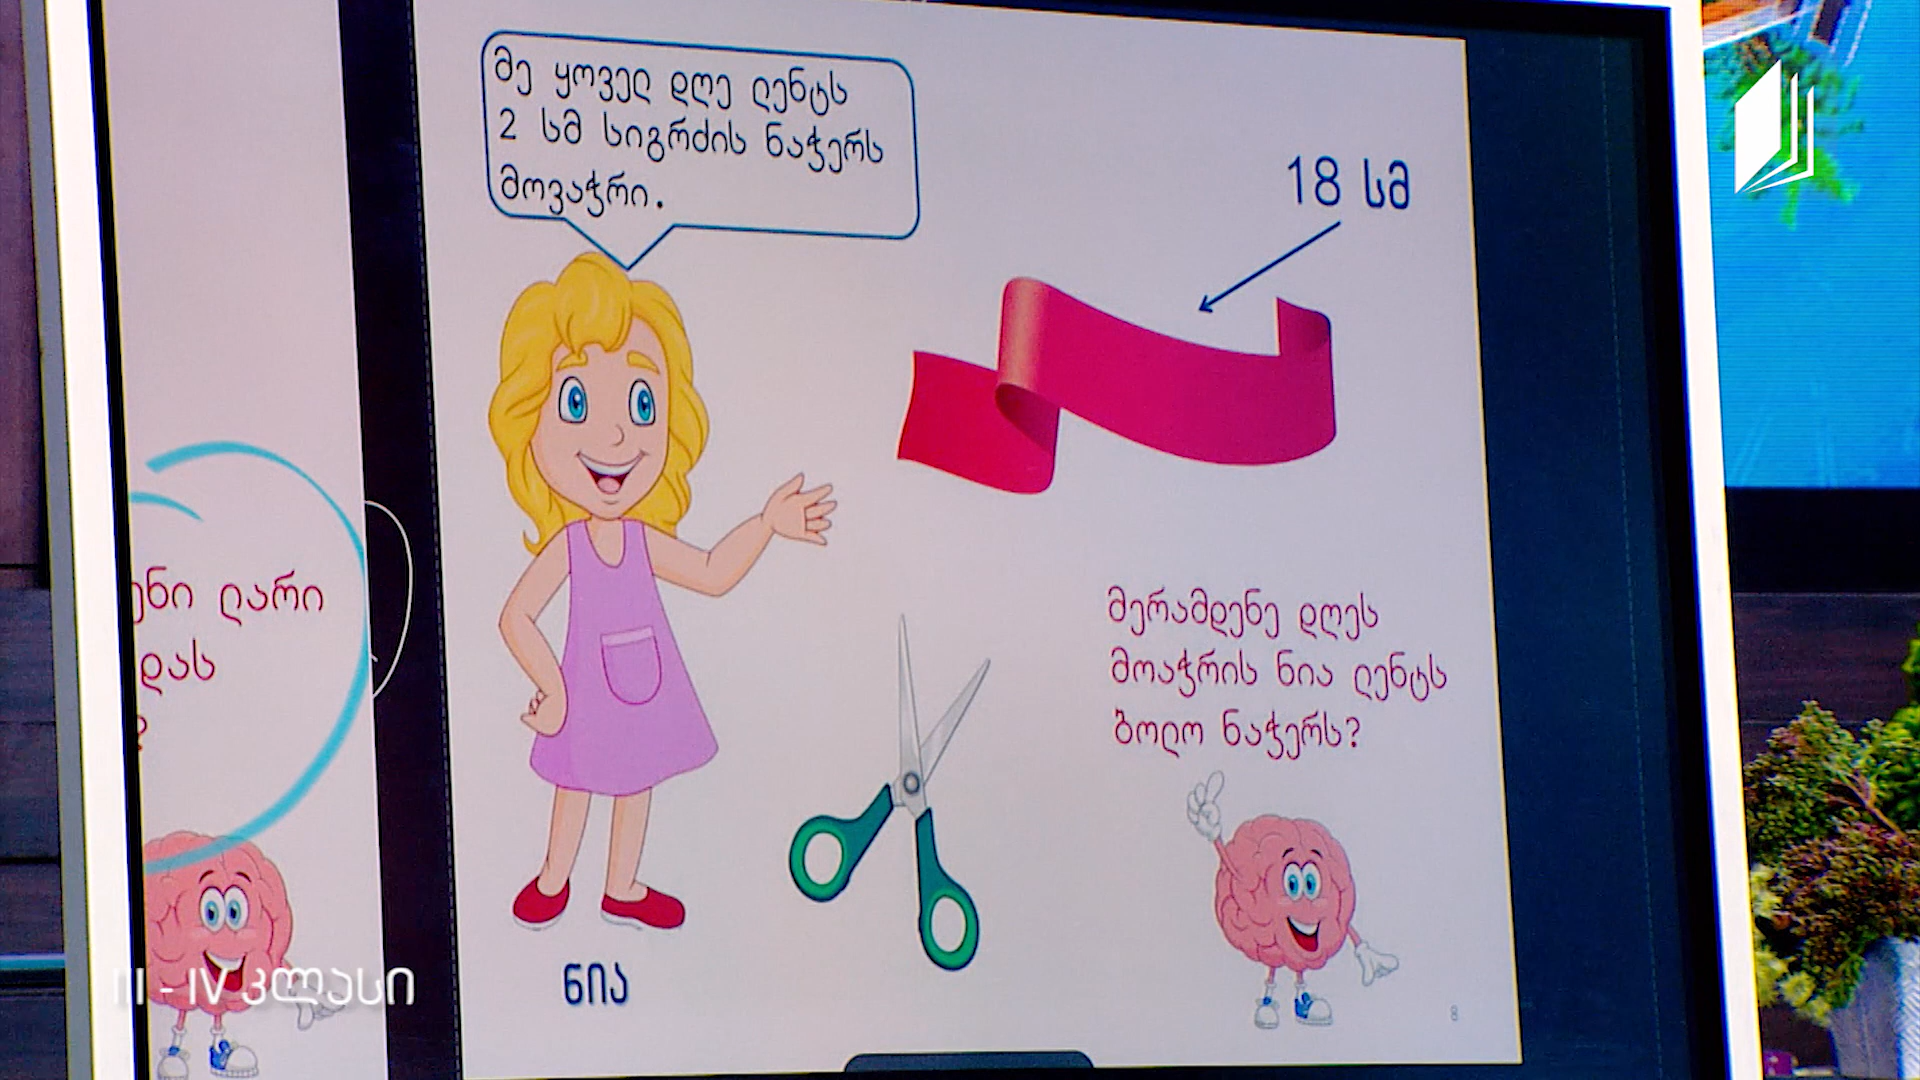 მე ყოველ დღე ლენტს
2 სმ სიგრძის ნაჭერს
მოვაჭრი.
18 სმ
ენი ლარი
დას
მერამდენე დღეს
მოაჭრის ნია ლენტს
ბოლო ნაჭერს?
ნია
8
III - IV კლასი